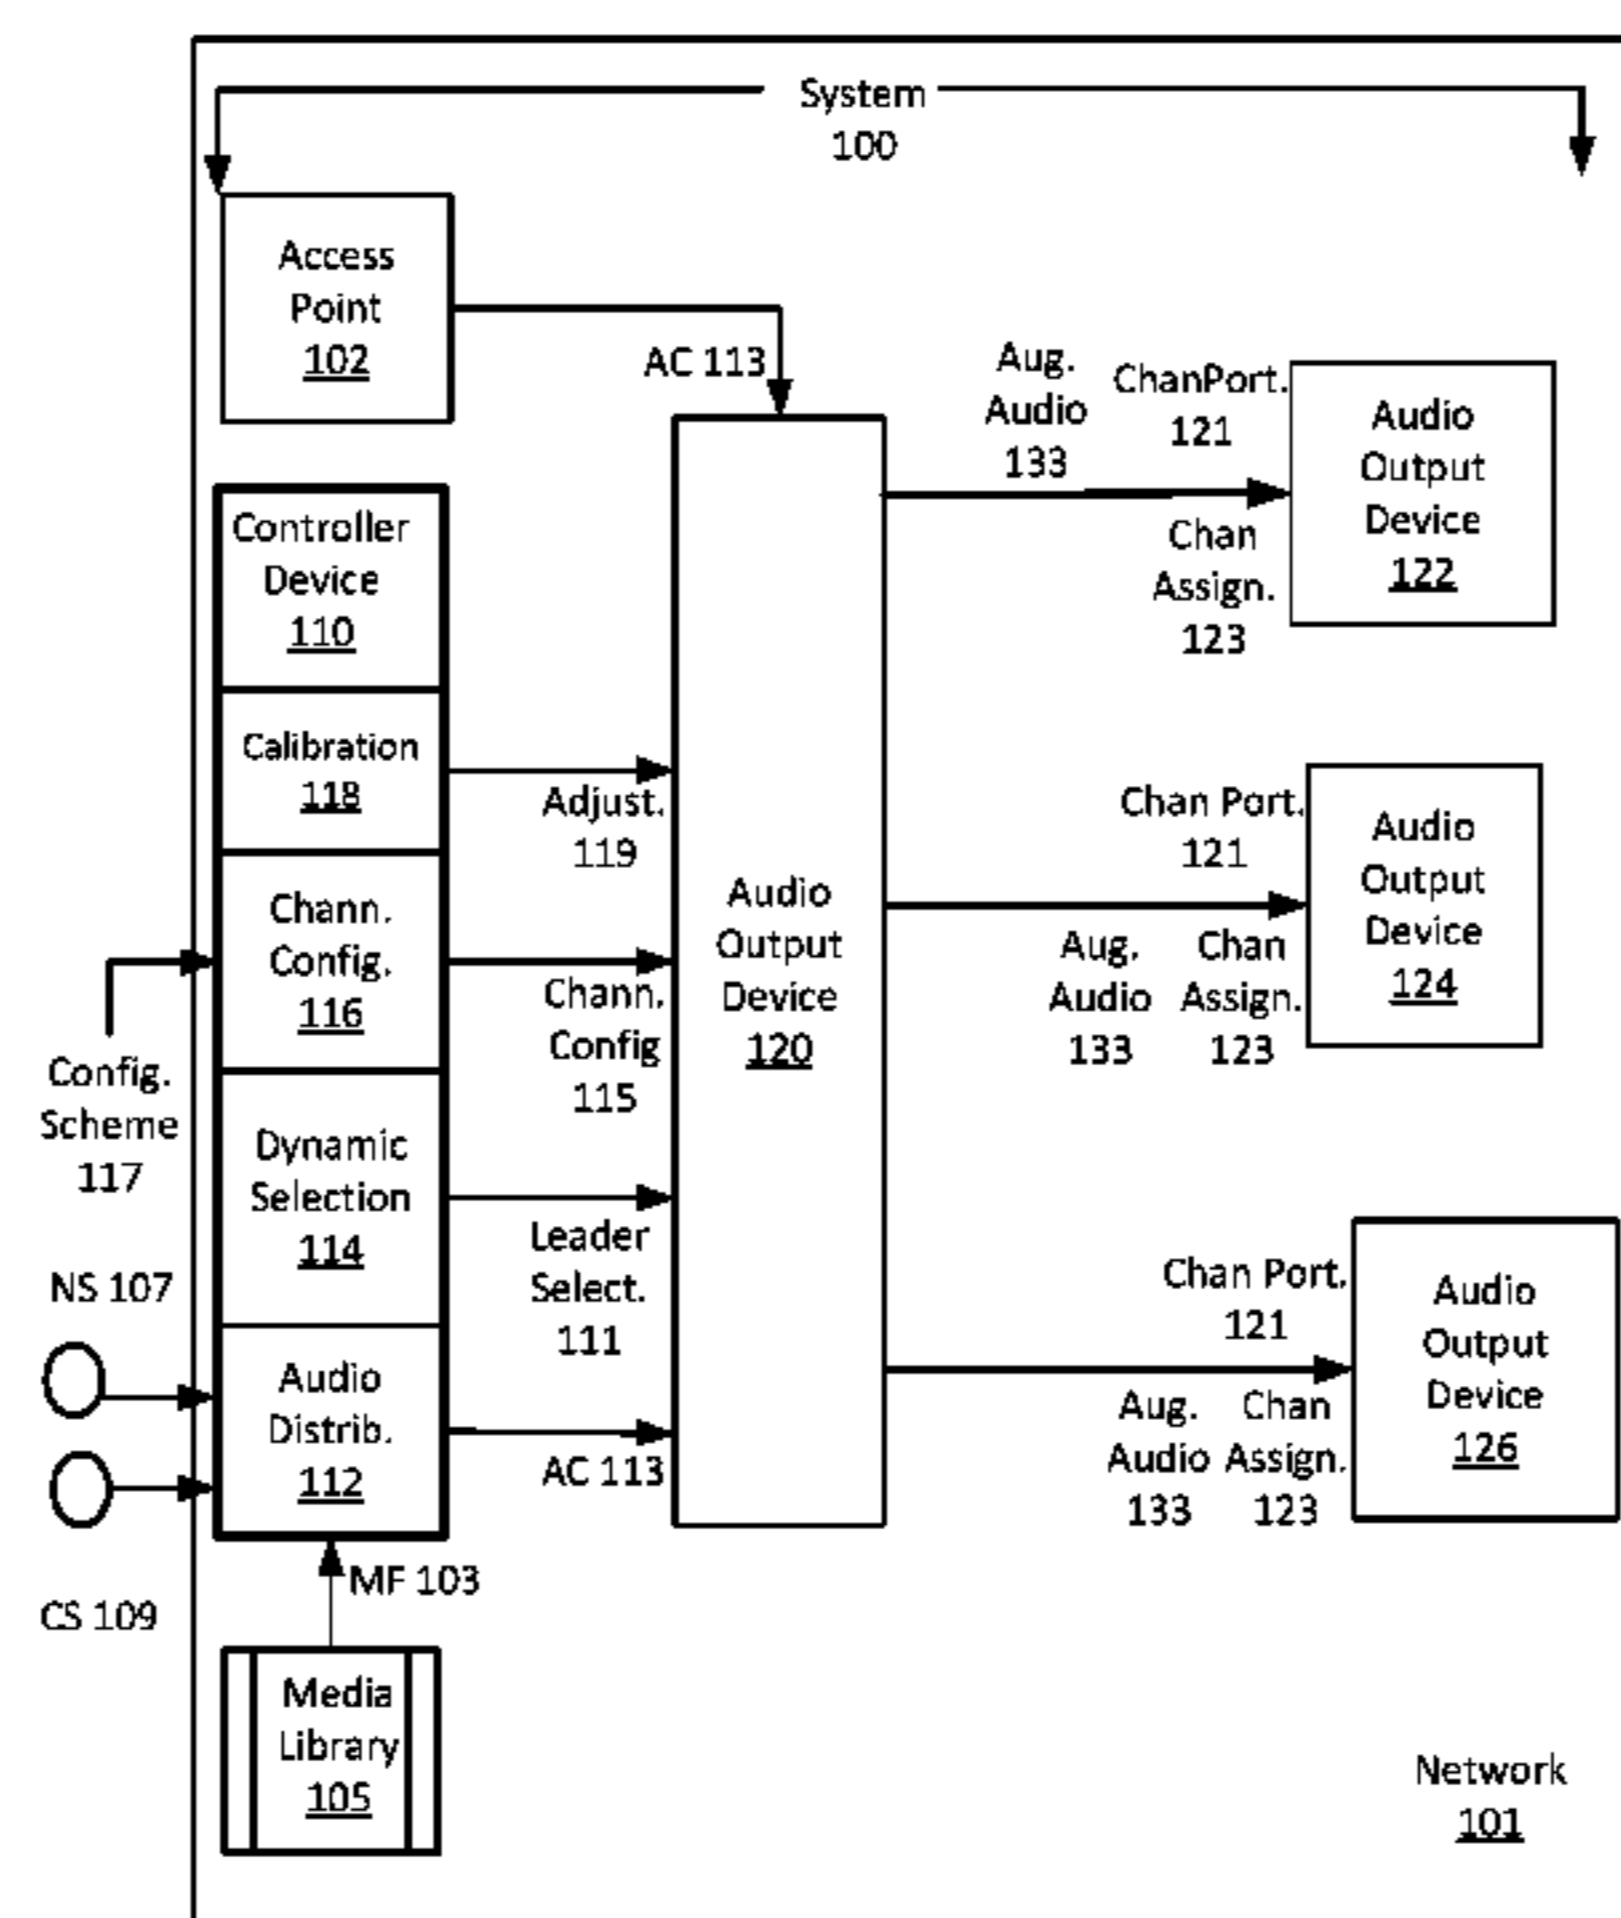 System
100
Access
Point
102
AC 113
Aug.
Audio
133
ChanPort.
121
Chan
Assign.
123
Audio
Output
Device
122
Controller
Device
110
Calibration
118
Adjust.
119
Chann.
Config.
116
Chann.
Config
115
Config.
Scheme
117
Dynamic
Selection
114
Leader
Select.
111
NS 107
Audio
Distrib.
112
AC 113
CS 109
MF 103
Media
Library
105
Audio
Output
Device
120
Chan Port.
121
Aug.
Audio
133
Chan
Assign.
123
Audio
Output
Device
124
Chan Port.
121
Aug.
Audio
133
Chan
Assign.
123
Audio
Output
Device
126
Network
101